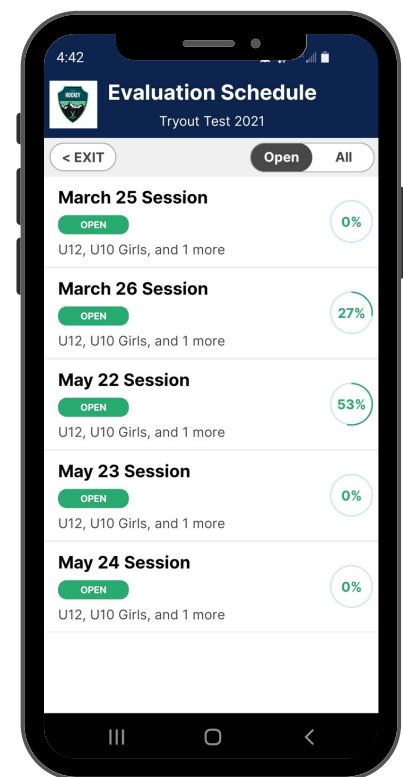 4:42
HOCKEY
Evaluation Schedule
Tryout Test 2021
< EXIT
Open
All
March 25 Session
OPEN
0%
U12, U10 Girls, and 1 more
March 26 Session
OPEN
27%
U12, U10 Girls, and 1 more
May 22 Session
OPEN
53%
U12, U10 Girls, and 1 more
May 23 Session
OPEN
0%
U12, U10 Girls, and 1 more
May 24 Session
OPEN
0%
U12, U10 Girls, and 1 more